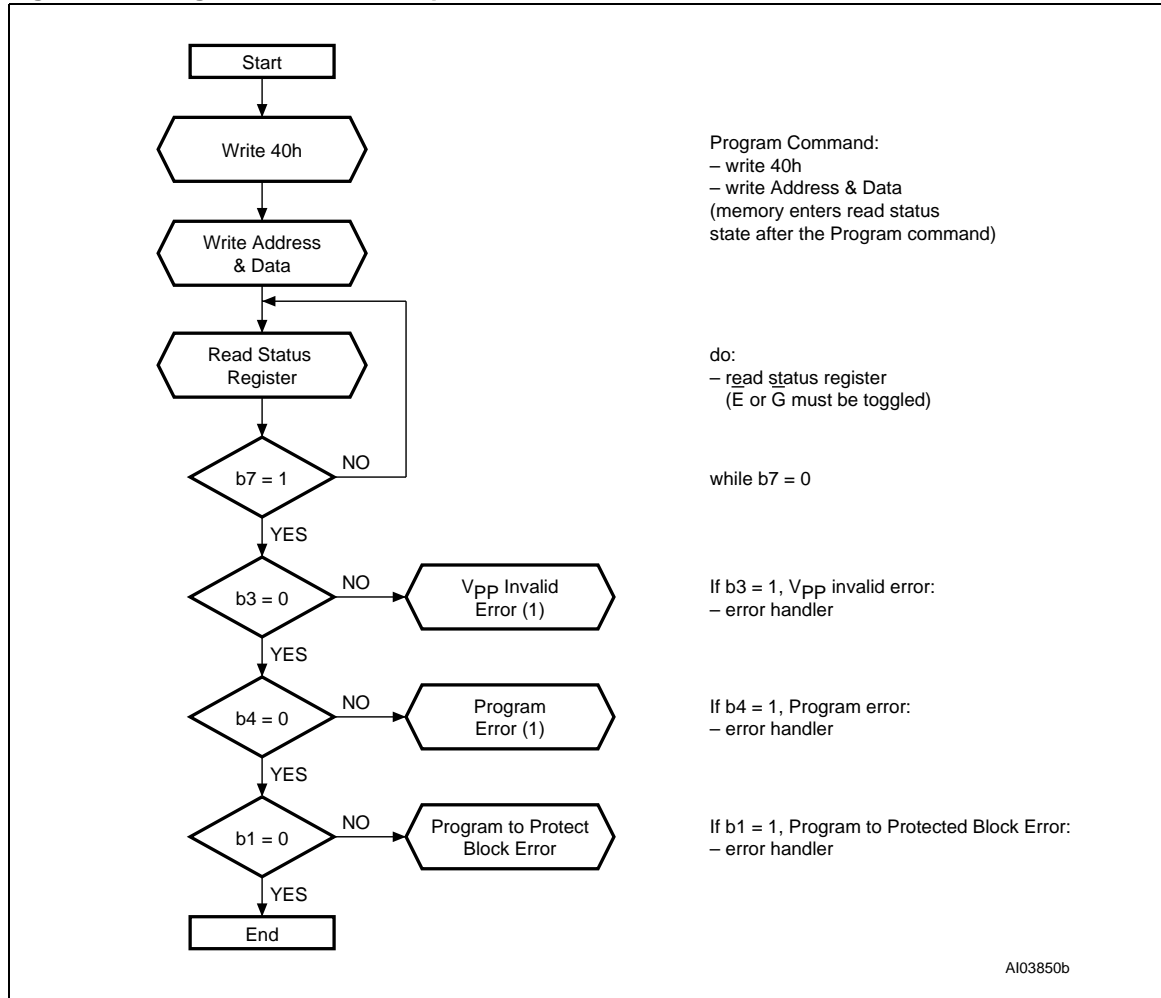 Start
Write 40h
Program Command:
– write 40h
– write Address & Data
(memory enters read status
state after the Program command)
Write Address
& Data
Read Status
Register
do:
– read status register
(E̅ or G̅ must be toggled)
b7 = 1
NO
while b7 = 0
YES
b3 = 0
NO
VPP Invalid
Error (1)
If b3 = 1, VPP invalid error:
– error handler
YES
b4 = 0
NO
Program
Error (1)
If b4 = 1, Program error:
– error handler
YES
b1 = 0
NO
Program to Protect
Block Error
If b1 = 1, Program to Protected Block Error:
– error handler
YES
End
AI03850b